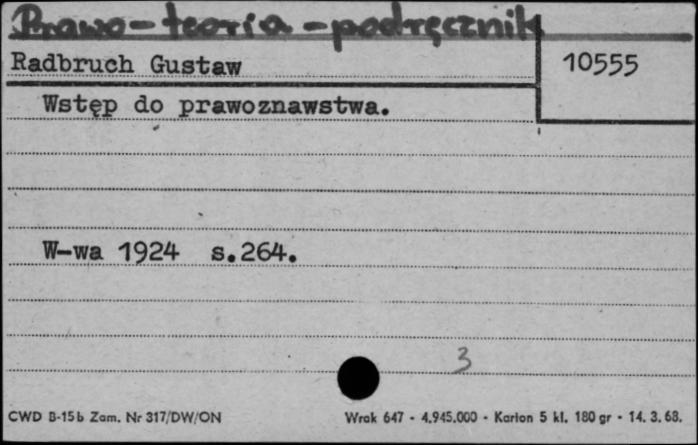 Prawo - teoria - podręcznik
Radbruch Gustaw
10555
Wstęp do prawoznawstwa.
W-wa 1924 s.264.
3
CWD B-15b Zam. Nr 317/DW/ON
Wrak 647 - 4.945.000 - Karton 5 kl. 180 gr - 14. 3. 68.